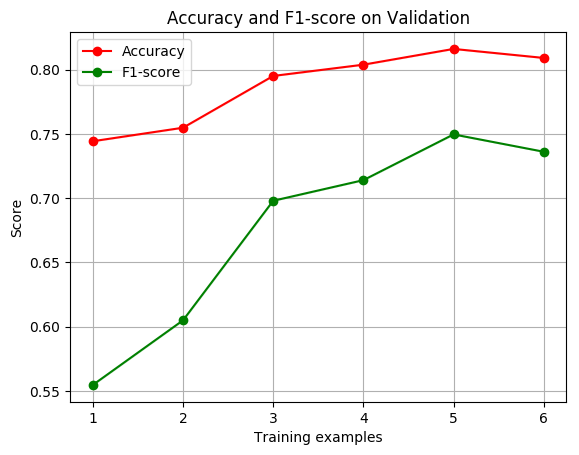 Accuracy and F1-score on Validation
Accuracy
F1-score
0.80
0.75
0.70
0.65
0.60
0.55
Score
1 2 3 4 5 6
Training examples